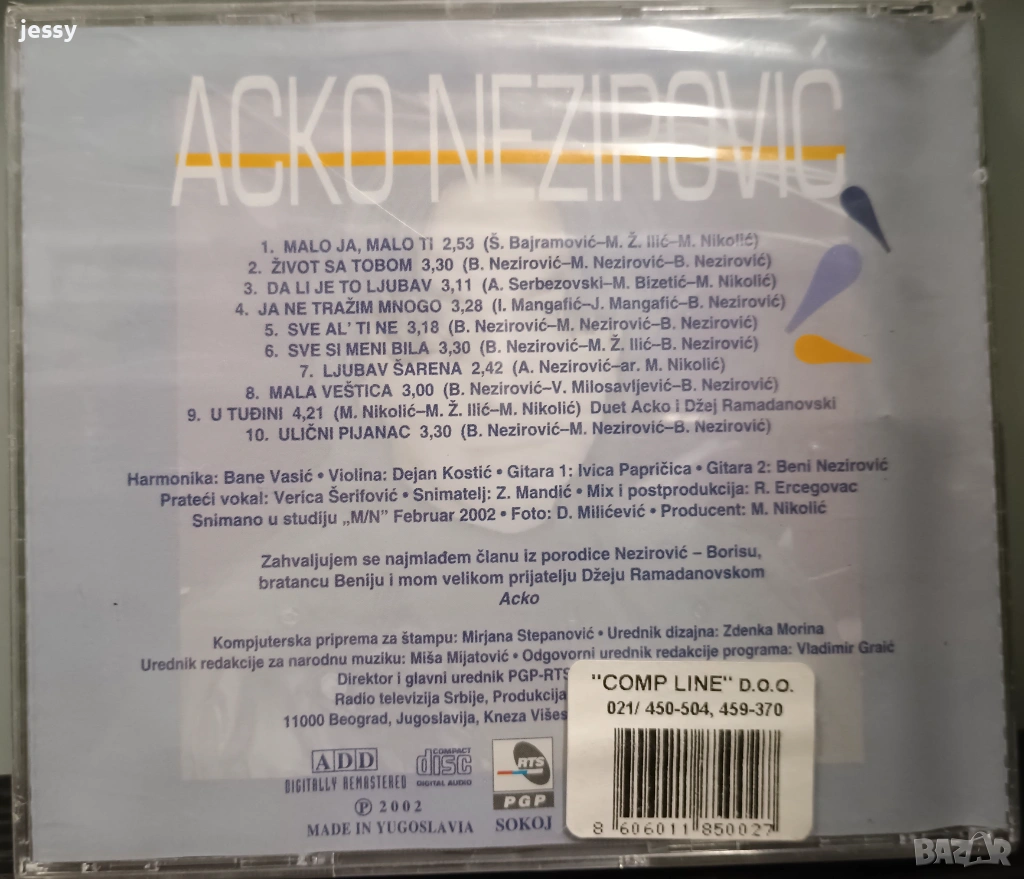 jessy
ACKO NEZIROVIĆ
1. MALO JA, MALO TI 2,53 (Š. Bajramović–M. Ž. Ilić–M. Nikolić)
2. ŽIVOT SA TOBOM 3,30 (B. Nezirović–M. Nezirović–B. Nezirović)
3. DA LI JE TO LJUBAV 3,11 (A. Serbezovski–M. Bizetić–M. Nikolić)
4. JA NE TRAŽIM MNOGO 3,28 (I. Mangafić–J. Mangafić–B. Nezirović)
5. SVE AL' TI NE 3,18 (B. Nezirović–M. Nezirović–B. Nezirović)
6. SVE SI MENI BILA 3,30 (B. Nezirović–M. Ž. Ilić–B. Nezirović)
7. LJUBAV ŠARENA 2,42 (A. Nezirović–ar. M. Nikolić)
8. MALA VEŠTICA 3,00 (B. Nezirović–V. Milosavljević–B. Nezirović)
9. U TUĐINI 4,21 (M. Nikolić–M. Ž. Ilić–M. Nikolić) Duet Acko i Džej Ramadanovski
10. ULIČNI PIJANAC 3,30 (B. Nezirović–M. Nezirović–B. Nezirović)
Harmonika: Bane Vasić • Violina: Dejan Kostić • Gitara 1: Ivica Papričica • Gitara 2: Beni Nezirović
Prateći vokal: Verica Šerifović • Snimatelj: Z. Mandić • Mix i postprodukcija: R. Ercegovac
Snimano u studiju „M/N" Februar 2002 • Foto: D. Milićević • Producent: M. Nikolić
Zahvaljujem se najmlađem članu iz porodice Nezirović – Borisu,
bratancu Beniju i mom velikom prijatelju Džeju Ramadanovskom
Acko
Kompjuterska priprema za štampu: Mirjana Stepanović • Urednik dizajna: Zdenka Morina
Urednik redakcije za narodnu muziku: Miša Mijatović • Odgovorni urednik redakcije programa: Vladimir Graić
Direktor i glavni urednik PGP-RTS
Radio televizija Srbije, Produkcija
11000 Beograd, Jugoslavija, Kneza Višes
"COMP LINE" D.O.O.
021/ 450-504, 459-370
8 606011 850027
ADD
DIGITALLY REMASTERED
COMPACT
disc
DIGITAL AUDIO
RTS
PGP
Ⓟ 2002
MADE IN YUGOSLAVIA
SOKOJ
BAZAR